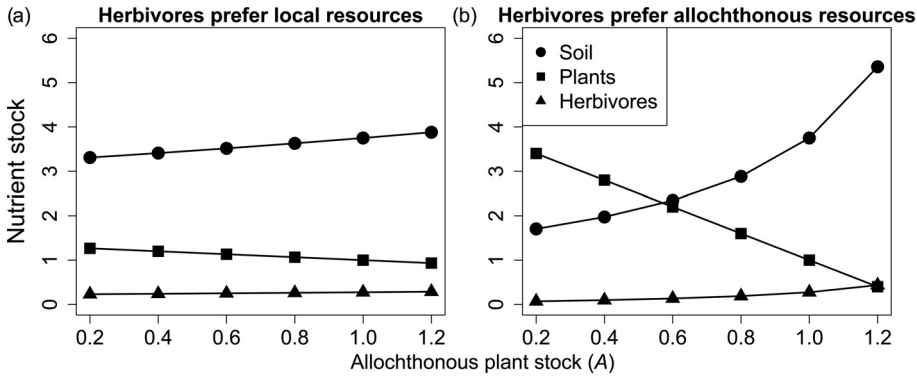 (a) Herbivores prefer local resources
(b) Herbivores prefer allochthonous resources
Nutrient stock
6
5
4
3
2
1
0
0.2 0.4 0.6 0.8 1.0 1.2
6
5
4
3
2
1
0
Soil
Plants
Herbivores
0.2 0.4 0.6 0.8 1.0 1.2
Allochthonous plant stock (A)